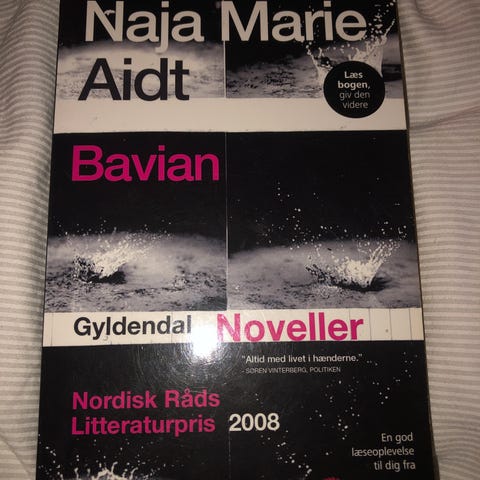 Naja Marie
Aidt
Læs
bogen,
giv den
videre
Bavian
Gyldendal
Noveller
"Altid med livet i hænderne."
SØREN VINTERBERG, POLITIKEN
Nordisk Råds
Litteraturpris 2008
En god
læseoplevelse
til dig fra